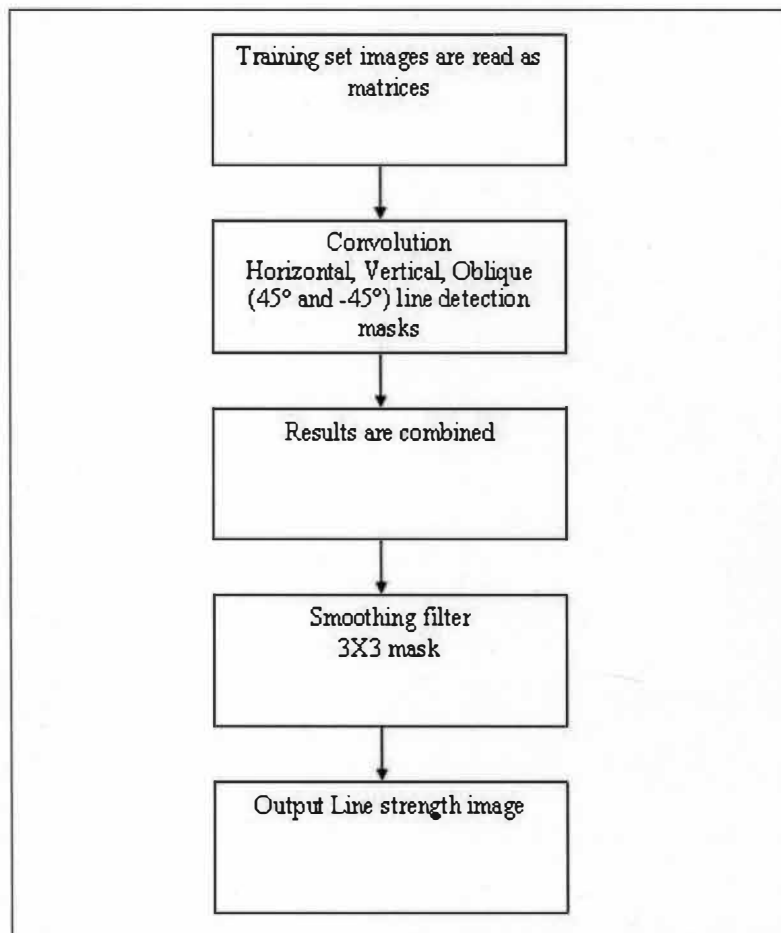 Training set images are read as
matrices
Convolution
Horizontal, Vertical, Oblique
(45° and -45°) line detection
masks
Results are combined
Smoothing filter
3X3 mask
Output Line strength image